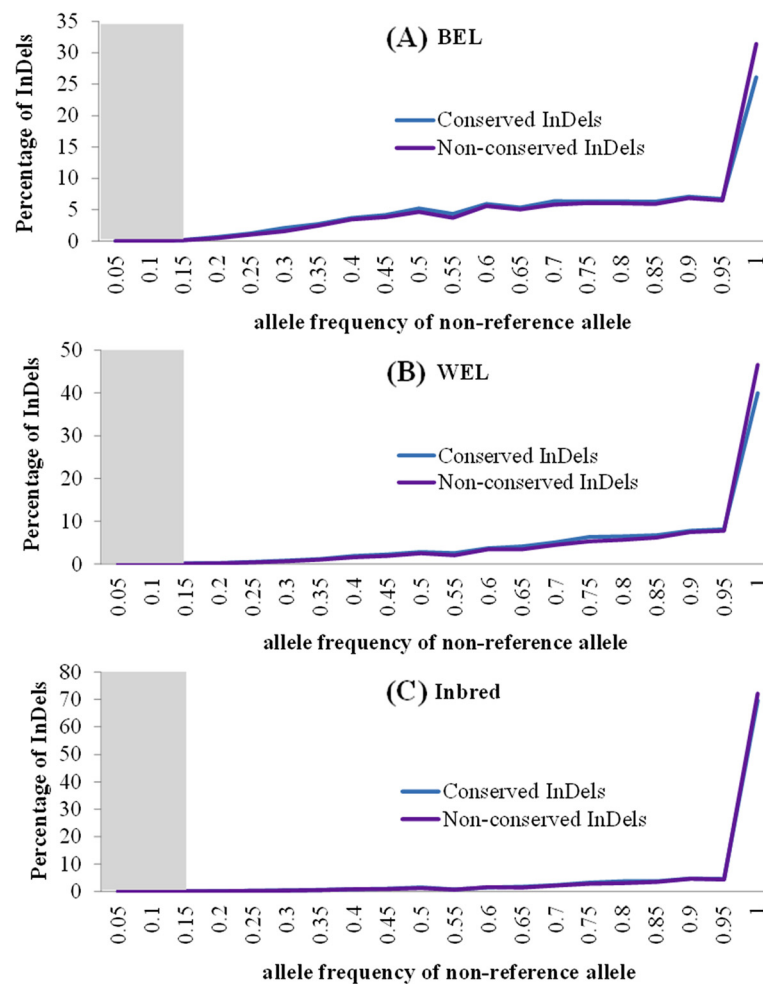 (A) BEL
Percentage of InDels
35
30
25
20
15
10
5
0
Conserved InDels
Non-conserved InDels
0.05 0.1 0.15 0.2 0.25 0.3 0.35 0.4 0.45 0.5 0.55 0.6 0.65 0.7 0.75 0.8 0.85 0.9 0.95 1
allele frequency of non-reference allele
(B) WEL
Percentage of InDels
50
40
30
20
10
0
Conserved InDels
Non-conserved InDels
0.05 0.1 0.15 0.2 0.25 0.3 0.35 0.4 0.45 0.5 0.55 0.6 0.65 0.7 0.75 0.8 0.85 0.9 0.95 1
allele frequency of non-reference allele
(C) Inbred
Percentage of InDels
80
70
60
50
40
30
20
10
0
Conserved InDels
Non-conserved InDels
0.05 0.1 0.15 0.2 0.25 0.3 0.35 0.4 0.45 0.5 0.55 0.6 0.65 0.7 0.75 0.8 0.85 0.9 0.95 1
allele frequency of non-reference allele